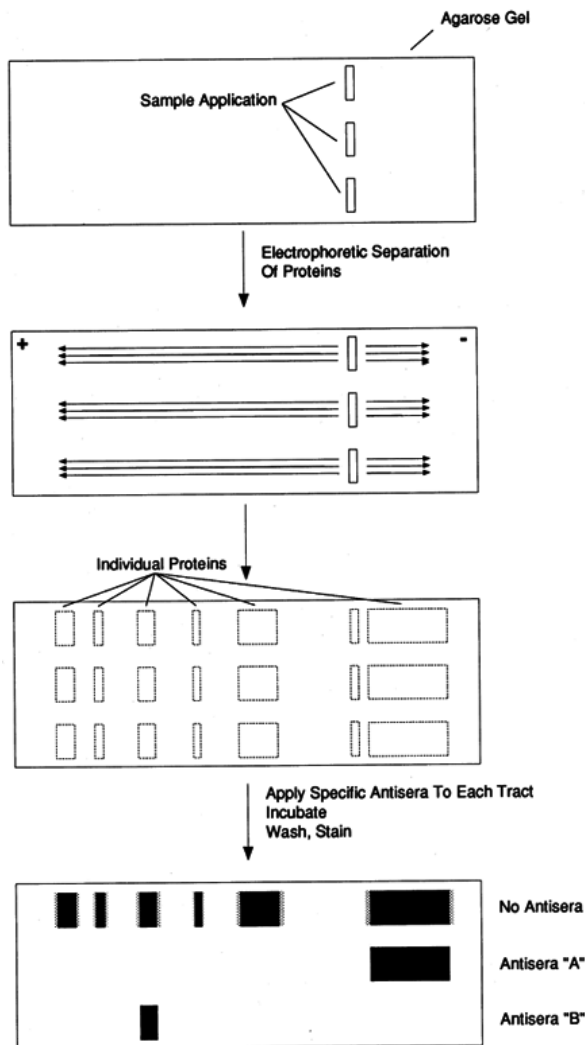 Agarose Gel
Sample Application
Electrophoretic Separation
Of Proteins
+ -
Individual Proteins
Apply Specific Antisera To Each Tract
Incubate
Wash, Stain
No Antisera
Antisera "A"
Antisera "B"